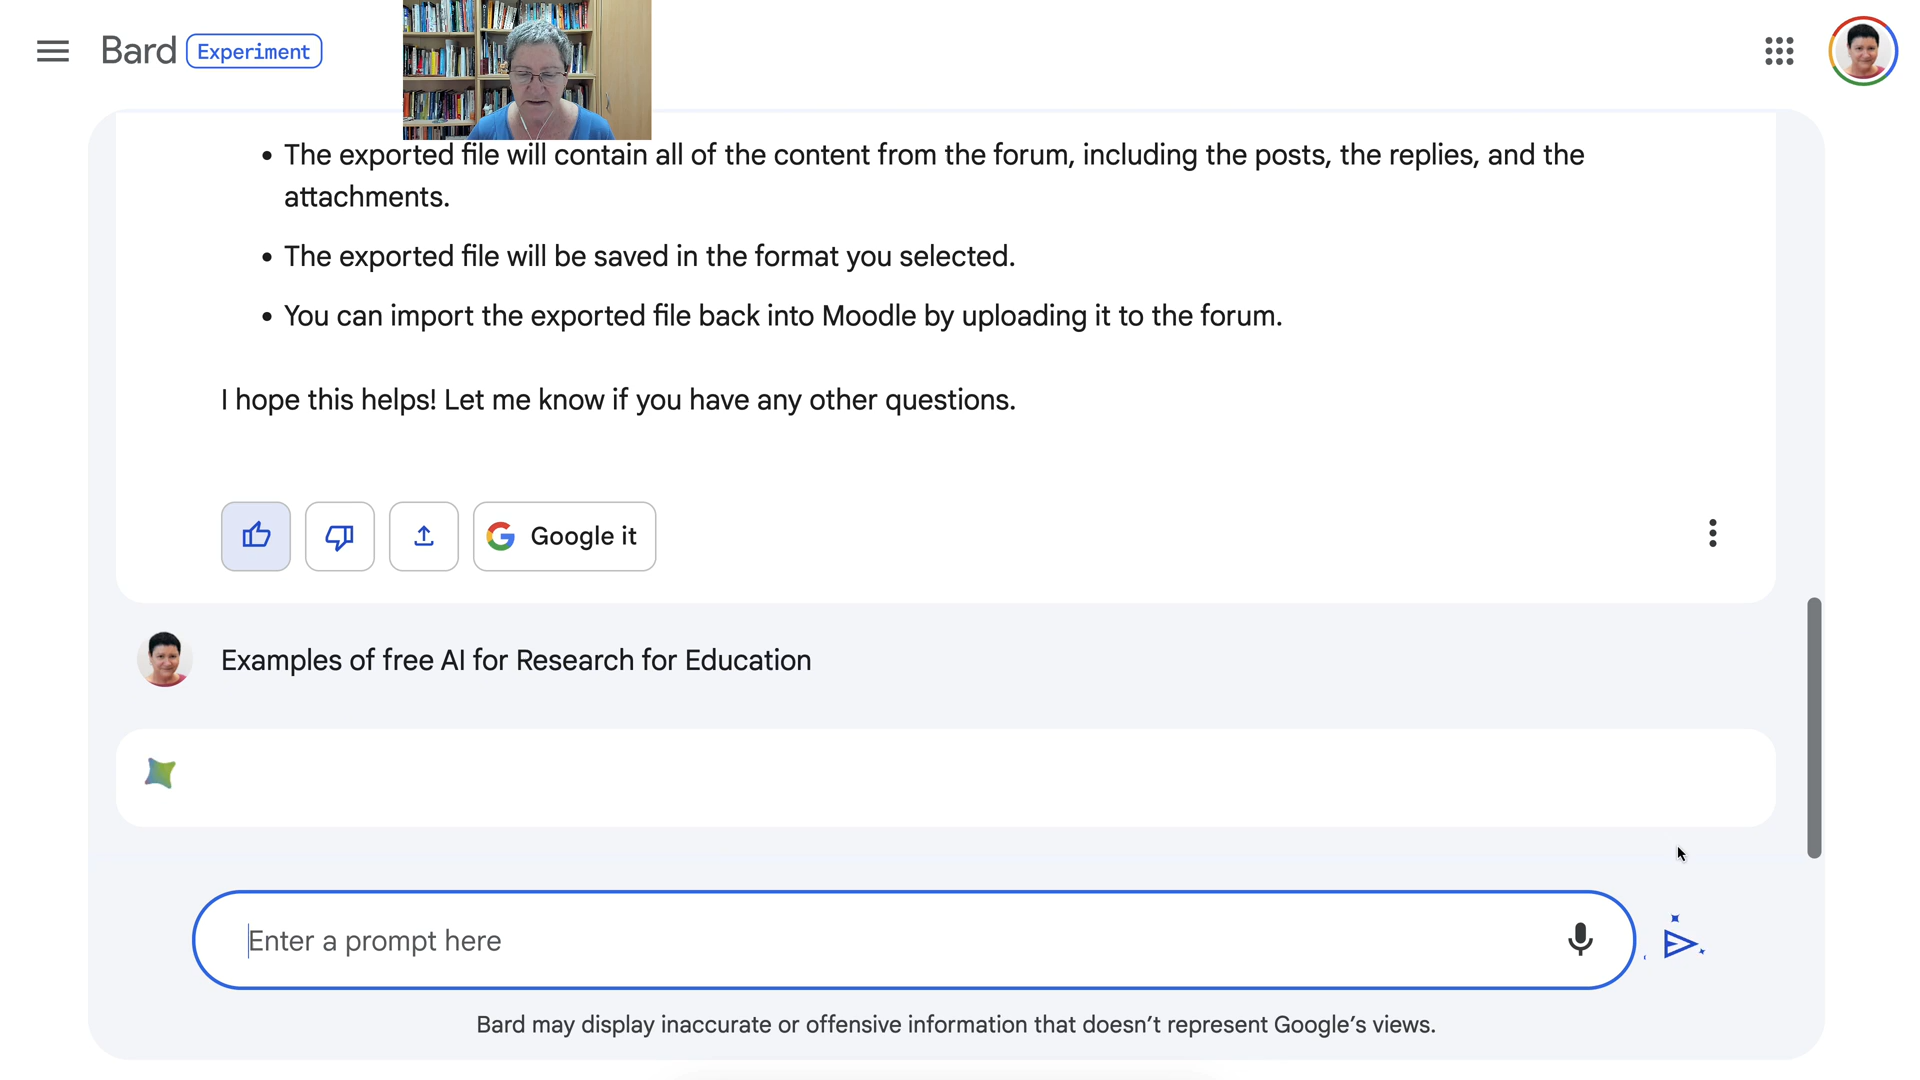 Bard Experiment
• The exported file will contain all of the content from the forum, including the posts, the replies, and the
attachments.
• The exported file will be saved in the format you selected.
• You can import the exported file back into Moodle by uploading it to the forum.
I hope this helps! Let me know if you have any other questions.
Google it
Examples of free AI for Research for Education
Enter a prompt here
Bard may display inaccurate or offensive information that doesn't represent Google's views.